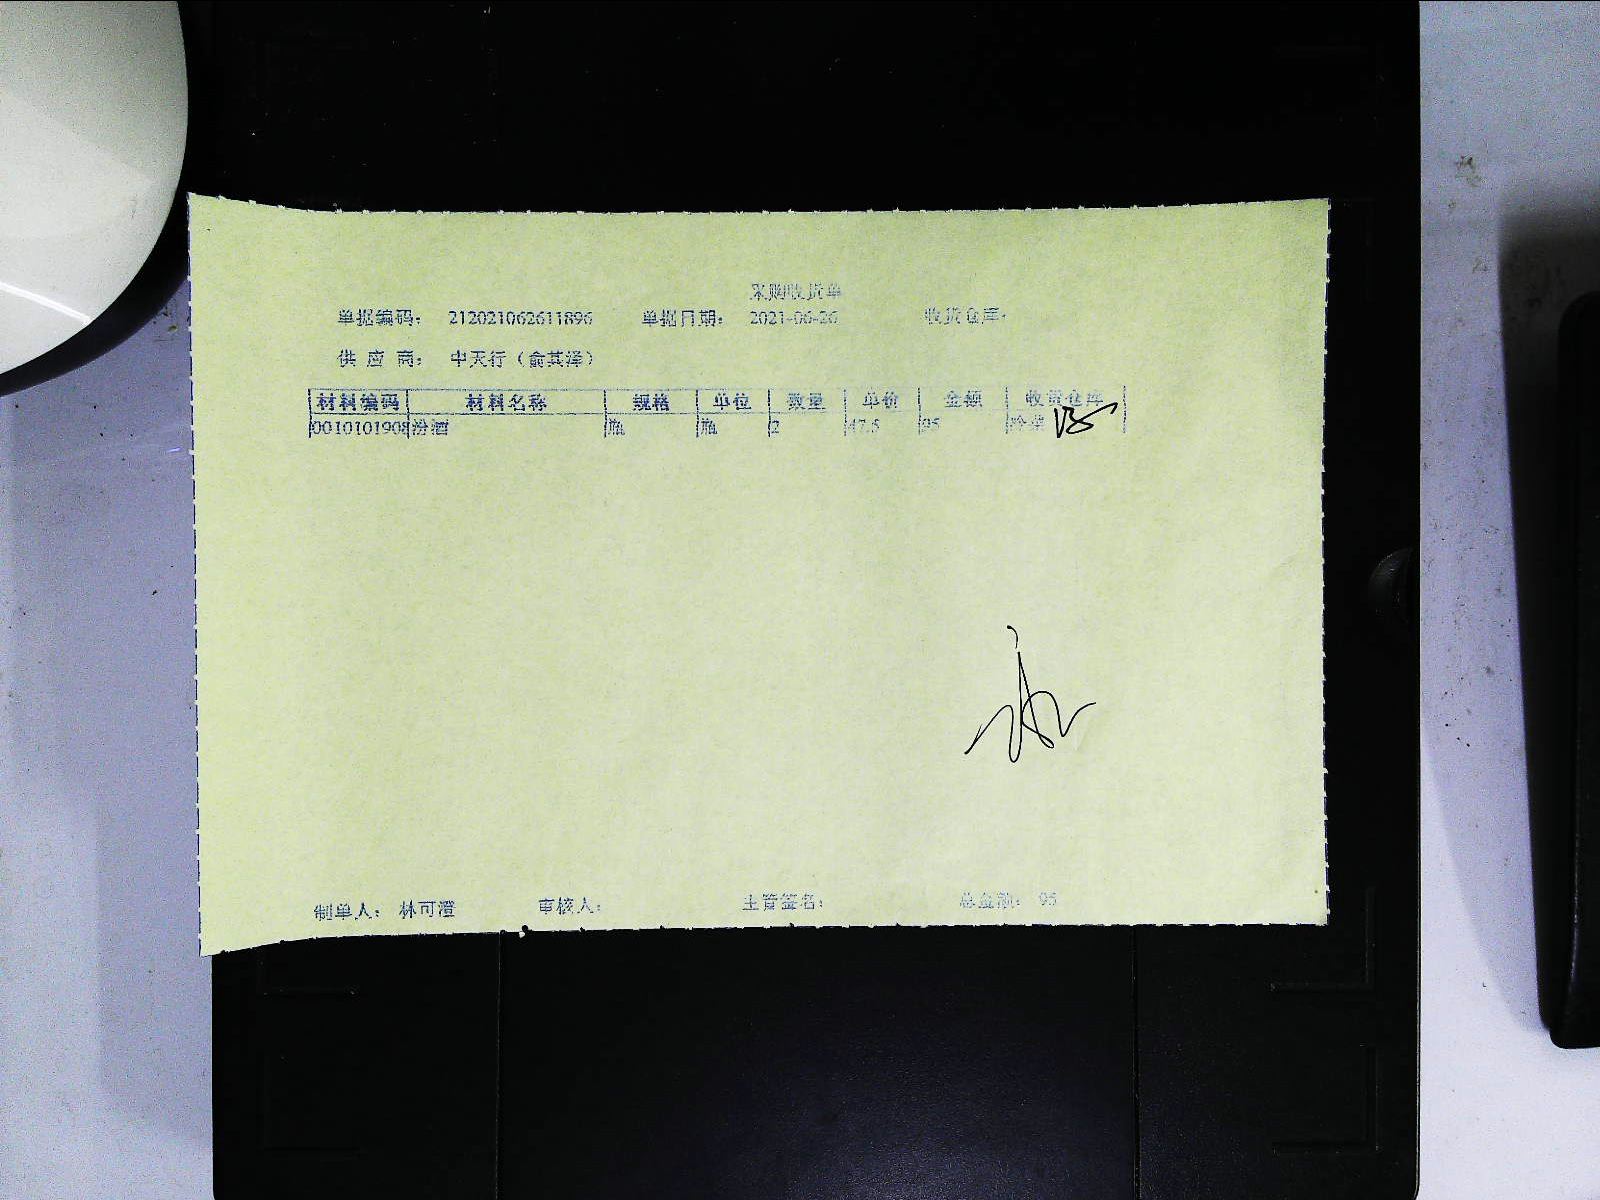 采购收货单
单据编码： 212021062611896 单据日期： 2021-06-26 收货仓库：
供 应 商： 中天行（俞其泽）
材料编码 材料名称 规格 单位 数量 单价 金额 收货仓库
0010101908 汾酒 瓶 瓶 2 47.5 95 冷菜
制单人： 林可澄 审核人： 主管签名： 总金额： 95